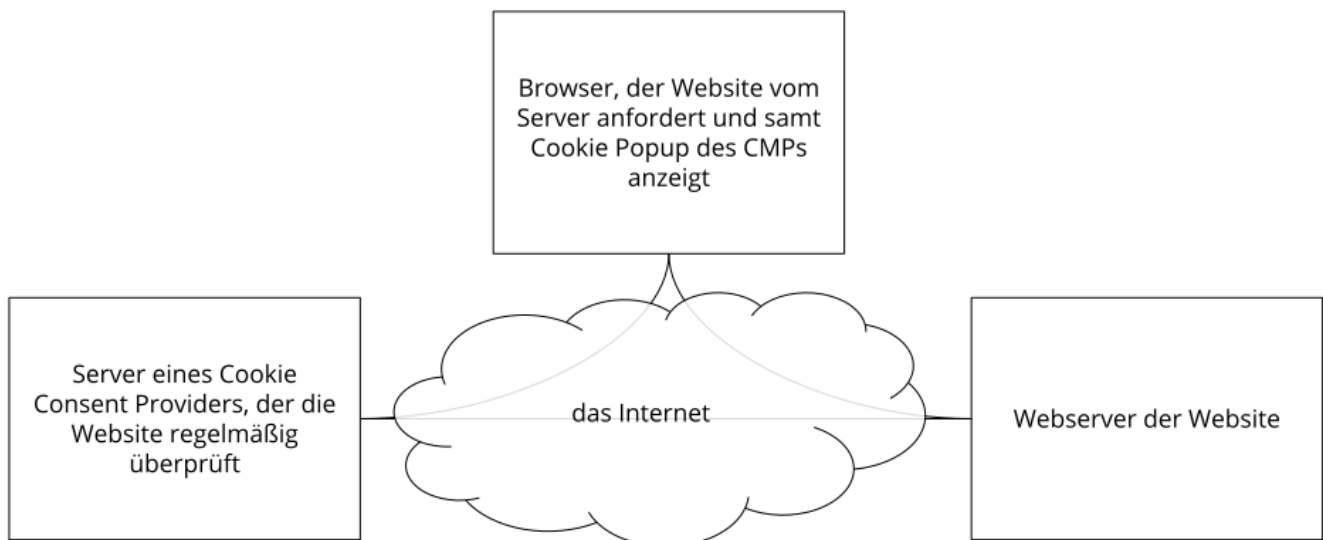 Browser, der Website vom
Server anfordert und samt
Cookie Popup des CMPs
anzeigt
Server eines Cookie
Consent Providers, der die
Website regelmäßig
überprüft
das Internet
Webserver der Website